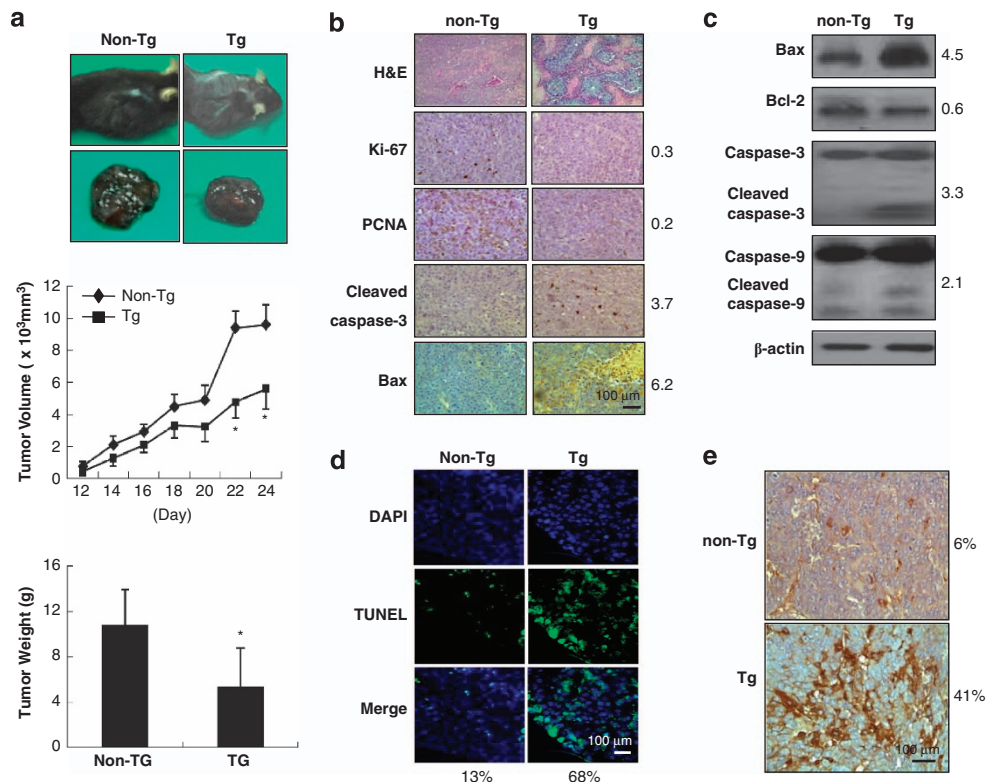 a
Non-Tg Tg
Tumor Volume ( x 10³mm³)
12
10
8
6
4
2
0
Non-Tg
Tg
*
*
12 14 16 18 20 22 24
(Day)
Tumor Weight (g)
16
12
8
4
0
*
Non-TG TG
b
non-Tg Tg
H&E
Ki-67 0.3
PCNA 0.2
Cleaved
caspase-3 3.7
Bax 6.2
100 µm
c
non-Tg Tg
Bax 4.5
Bcl-2 0.6
Caspase-3
Cleaved
caspase-3 3.3
Caspase-9
Cleaved
caspase-9 2.1
β-actin
d
Non-Tg Tg
DAPI
TUNEL
Merge
100 µm
13% 68%
e
non-Tg 6%
Tg 41%
100 µm